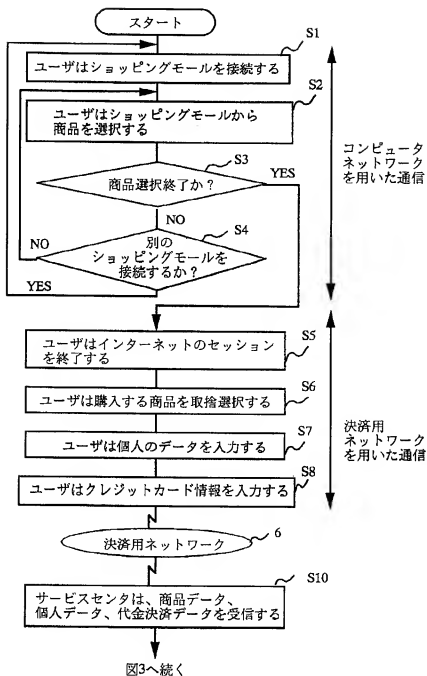 スタート
S1
ユーザはショッピングモールを接続する
S2
ユーザはショッピングモールから
商品を選択する
S3
商品選択終了か?
YES
NO
S4
NO
別の
ショッピングモールを
接続するか?
YES
コンピュータ
ネットワーク
を用いた通信
S5
ユーザはインターネットのセッション
を終了する
S6
ユーザは購入する商品を取捨選択する
S7
ユーザは個人のデータを入力する
S8
ユーザはクレジットカード情報を入力する
決済用
ネットワーク
を用いた通信
決済用ネットワーク
6
S10
サービスセンタは、商品データ、
個人データ、代金決済データを受信する
図3へ続く